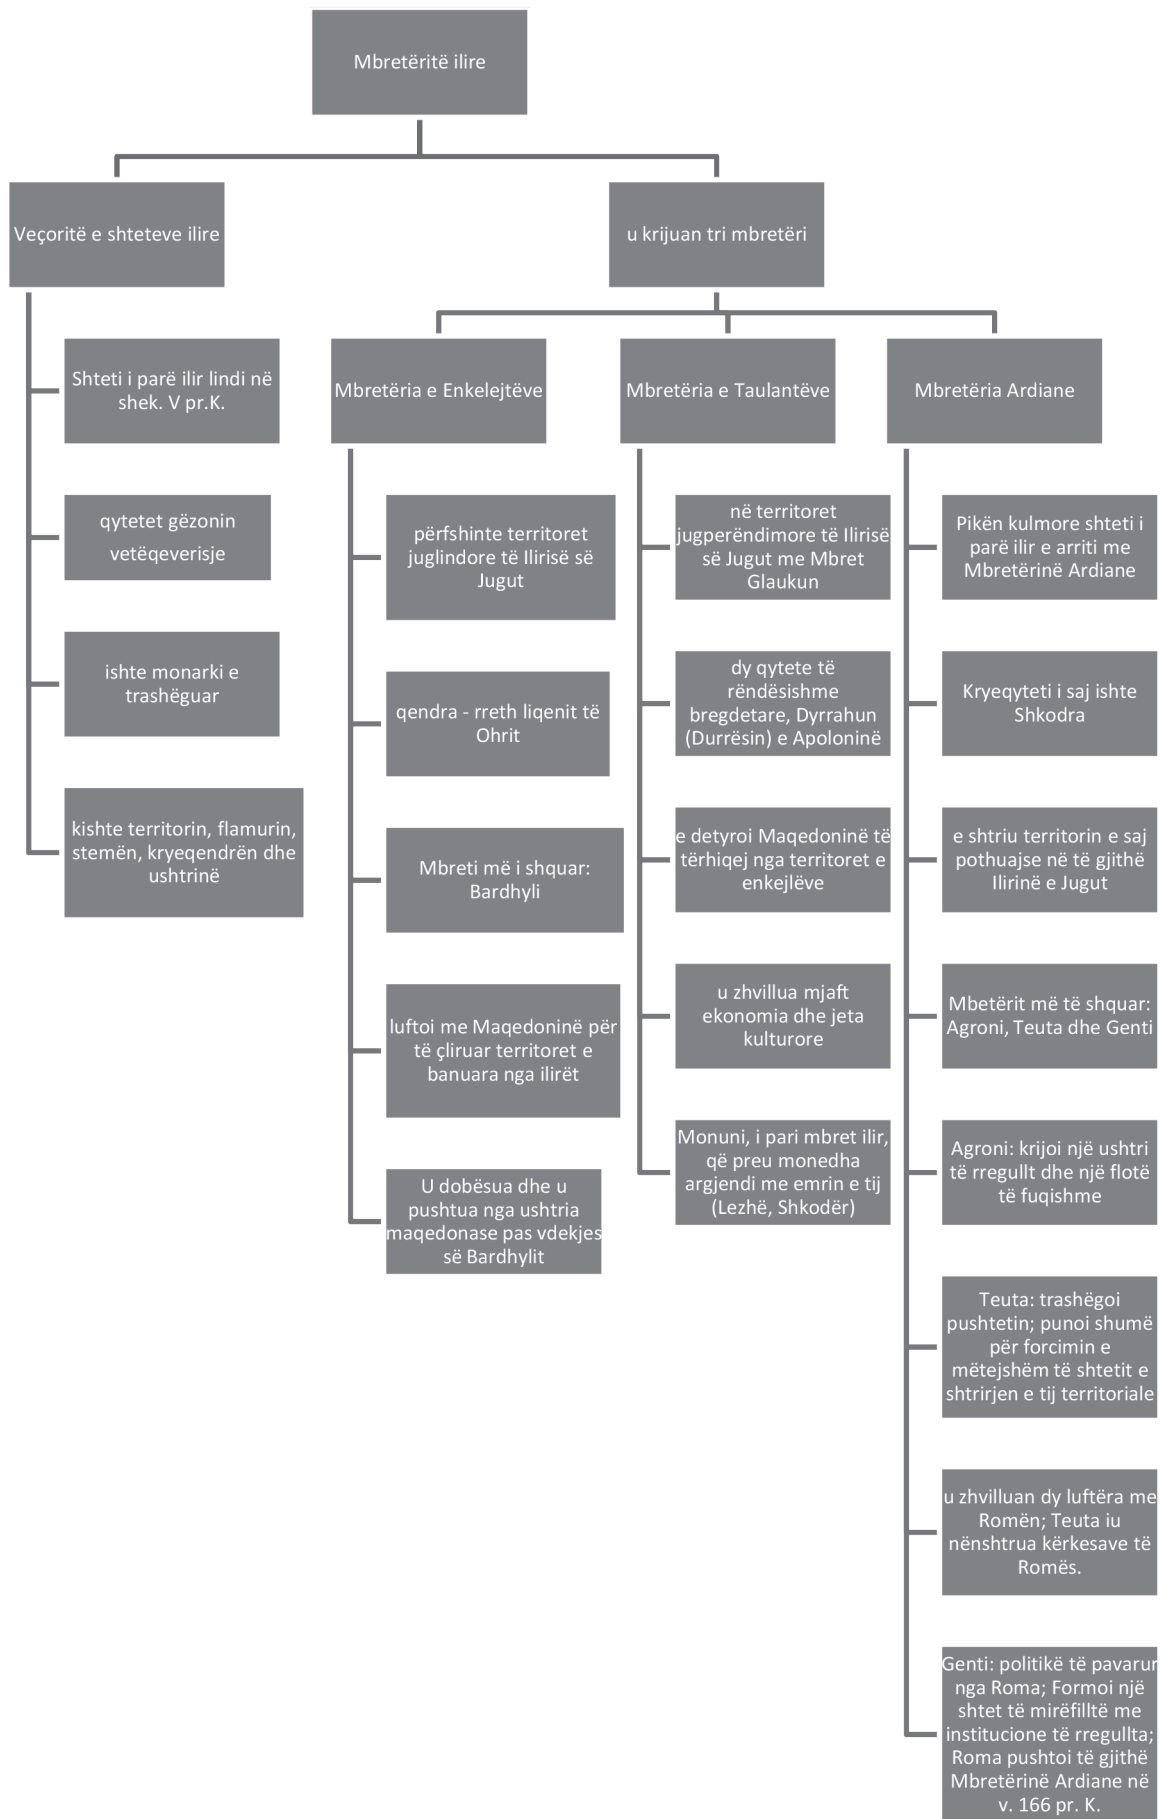 Mbretëritë ilire
Veçoritë e shteteve ilire
u krijuan tri mbretëri
Shteti i parë ilir lindi në
shek. V pr.K.
qytetet gëzonin
vetëqeverisje
ishte monarki e
trashëguar
kishte territorin, flamurin,
stemën, kryeqendrën dhe
ushtrinë
Mbretëria e Enkelejtëve
përfshinte territoret
juglindore të Ilirisë së
Jugut
qendra - rreth liqenit të
Ohrit
Mbreti më i shquar:
Bardhyli
luftoi me Maqedoninë për
të çliruar territoret e
banuara nga ilirët
U dobësua dhe u
pushtua nga ushtria
maqedonase pas vdekjes
së Bardhylit
Mbretëria e Taulantëve
në territoret
jugperëndimore të Ilirisë
së Jugut me Mbret
Glaukun
dy qytete të
rëndësishme
bregdetare, Dyrrahun
(Durrësin) e Apoloninë
e detyroi Maqedoninë të
tërhiqej nga territoret e
enkejlëve
u zhvillua mjaft
ekonomia dhe jeta
kulturore
Monuni, i pari mbret ilir,
që preu monedha
argjendi me emrin e tij
(Lezhë, Shkodër)
Mbretëria Ardiane
Pikën kulmore shteti i
parë ilir e arriti me
Mbretërinë Ardiane
Kryeqyteti i saj ishte
Shkodra
e shtriu territorin e saj
pothuajse në të gjithë
Ilirinë e Jugut
Mbetërit më të shquar:
Agroni, Teuta dhe Genti
Agroni: krijoi një ushtri
të rregullt dhe një flotë
të fuqishme
Teuta: trashëgoi
pushtetin; punoi shumë
për forcimin e
mëtejshëm të shtetit e
shtrirjen e tij territoriale
u zhvilluan dy luftëra me
Romën; Teuta iu
nënshtrua kërkesave të
Romës.
Genti: politikë të pavarur
nga Roma; Formoi një
shtet të mirëfilltë me
institucione të rregullta;
Roma pushtoi të gjithë
Mbretërinë Ardiane në
v. 166 pr. K.